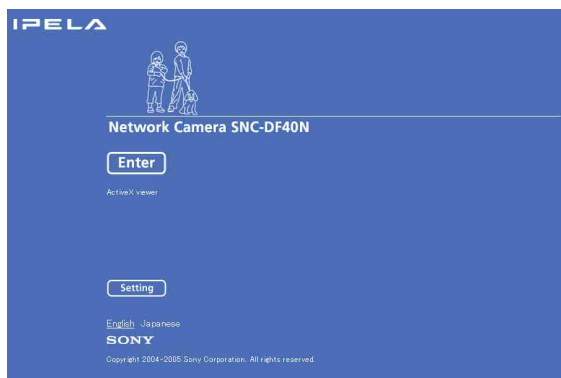 IPELA
Network Camera SNC-DF40N
Enter
ActiveX viewer
Setting
English Japanese
SONY
Copyright 2004-2005 Sony Corporation. All rights reserved.